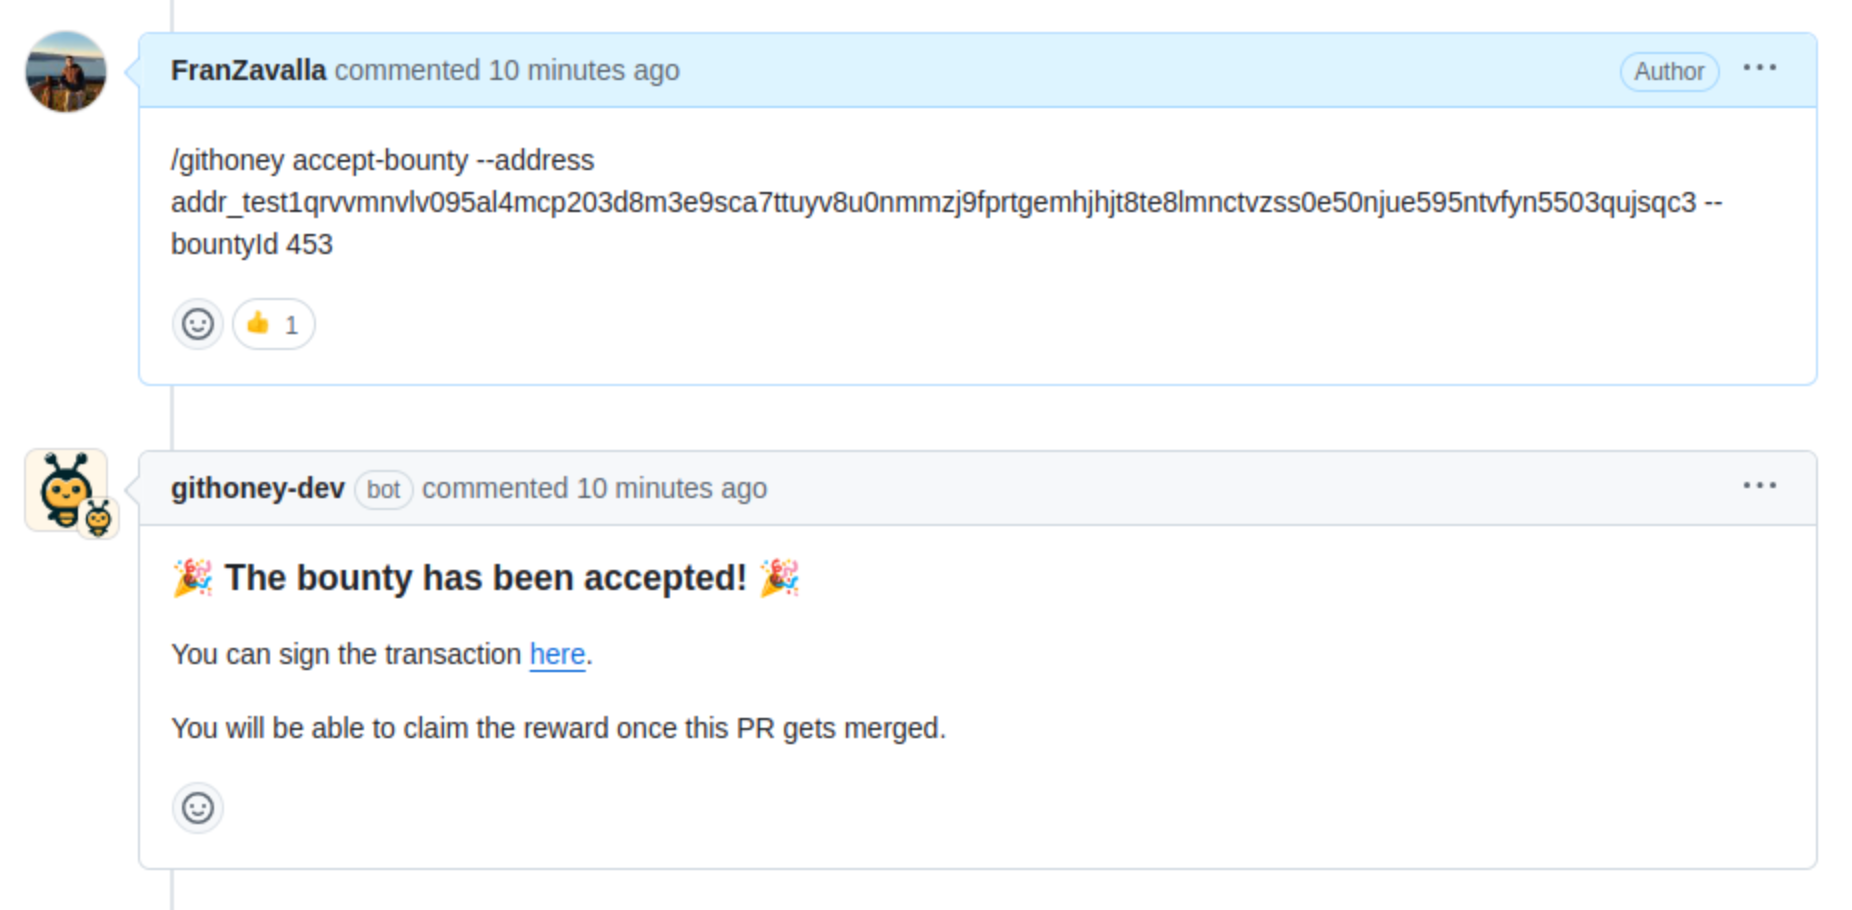 FranZavalla commented 10 minutes ago Author
/githoney accept-bounty --address
addr_test1qrvvmnvlv095al4mcp203d8m3e9sca7ttuyv8u0nmmzj9fprtgemhjhjt8te8lmnctvzss0e50njue595ntvfyn5503qujsqc3 --
bountyId 453
👍 1
githoney-dev bot commented 10 minutes ago
🎉 The bounty has been accepted! 🎉
You can sign the transaction here.
You will be able to claim the reward once this PR gets merged.